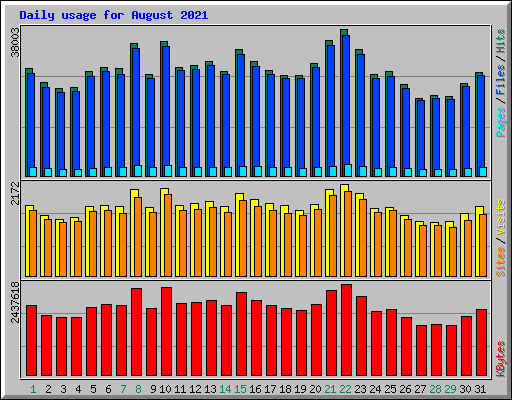 Daily usage for August 2021
38003
Pages / Files / Hits
2172
Sites / Visits
2437618
KBytes
1 2 3 4 5 6 7 8 9 10 11 12 13 14 15 16 17 18 19 20 21 22 23 24 25 26 27 28 29 30 31